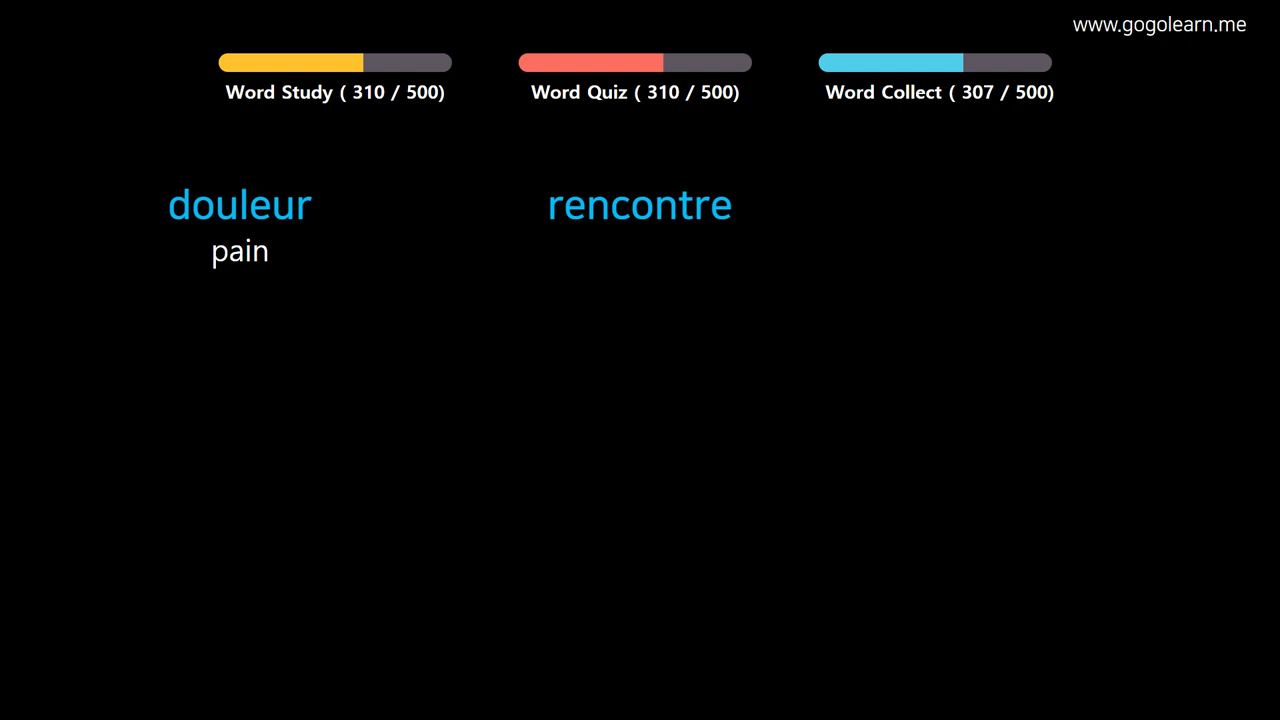 www.gogolearn.me
Word Study ( 310 / 500)
Word Quiz ( 310 / 500)
Word Collect ( 307 / 500)
douleur
pain
rencontre